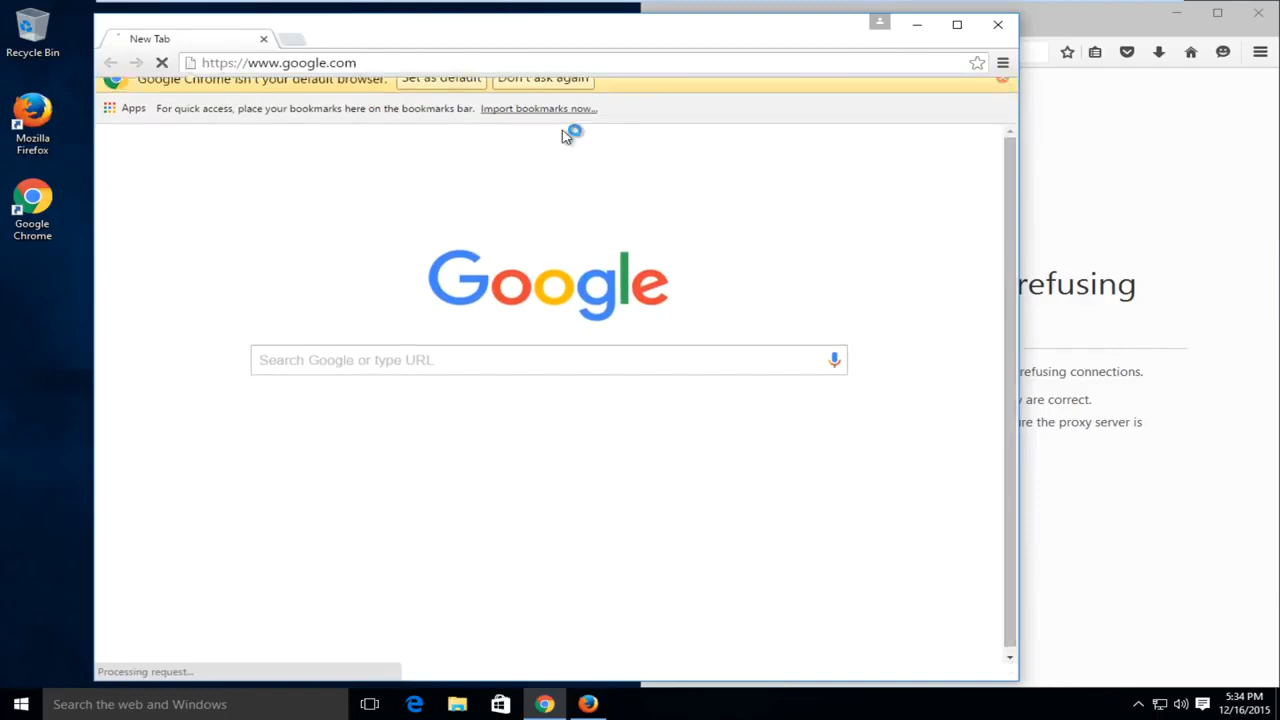 Recycle Bin
Mozilla
Firefox
Google
Chrome
New Tab
https://www.google.com
Google Chrome isn't your default browser. Set as default Don't ask again
Apps For quick access, place your bookmarks here on the bookmarks bar. Import bookmarks now...
Google
Search Google or type URL
Processing request...
refusing
refusing connections.
are correct.
the proxy server is
Search the web and Windows
5:34 PM
12/16/2015